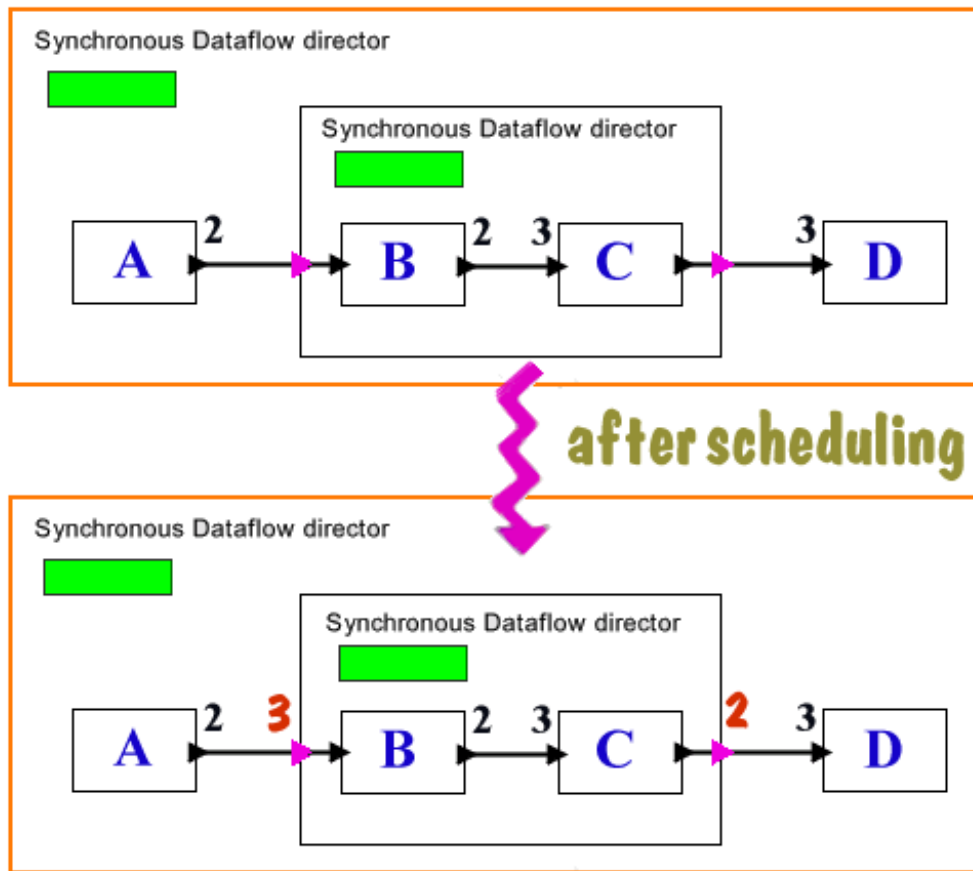 Synchronous Dataflow director
Synchronous Dataflow director
A 2 B 2 3 C 3 D
after scheduling
Synchronous Dataflow director
Synchronous Dataflow director
A 2 3 B 2 3 C 2 3 D